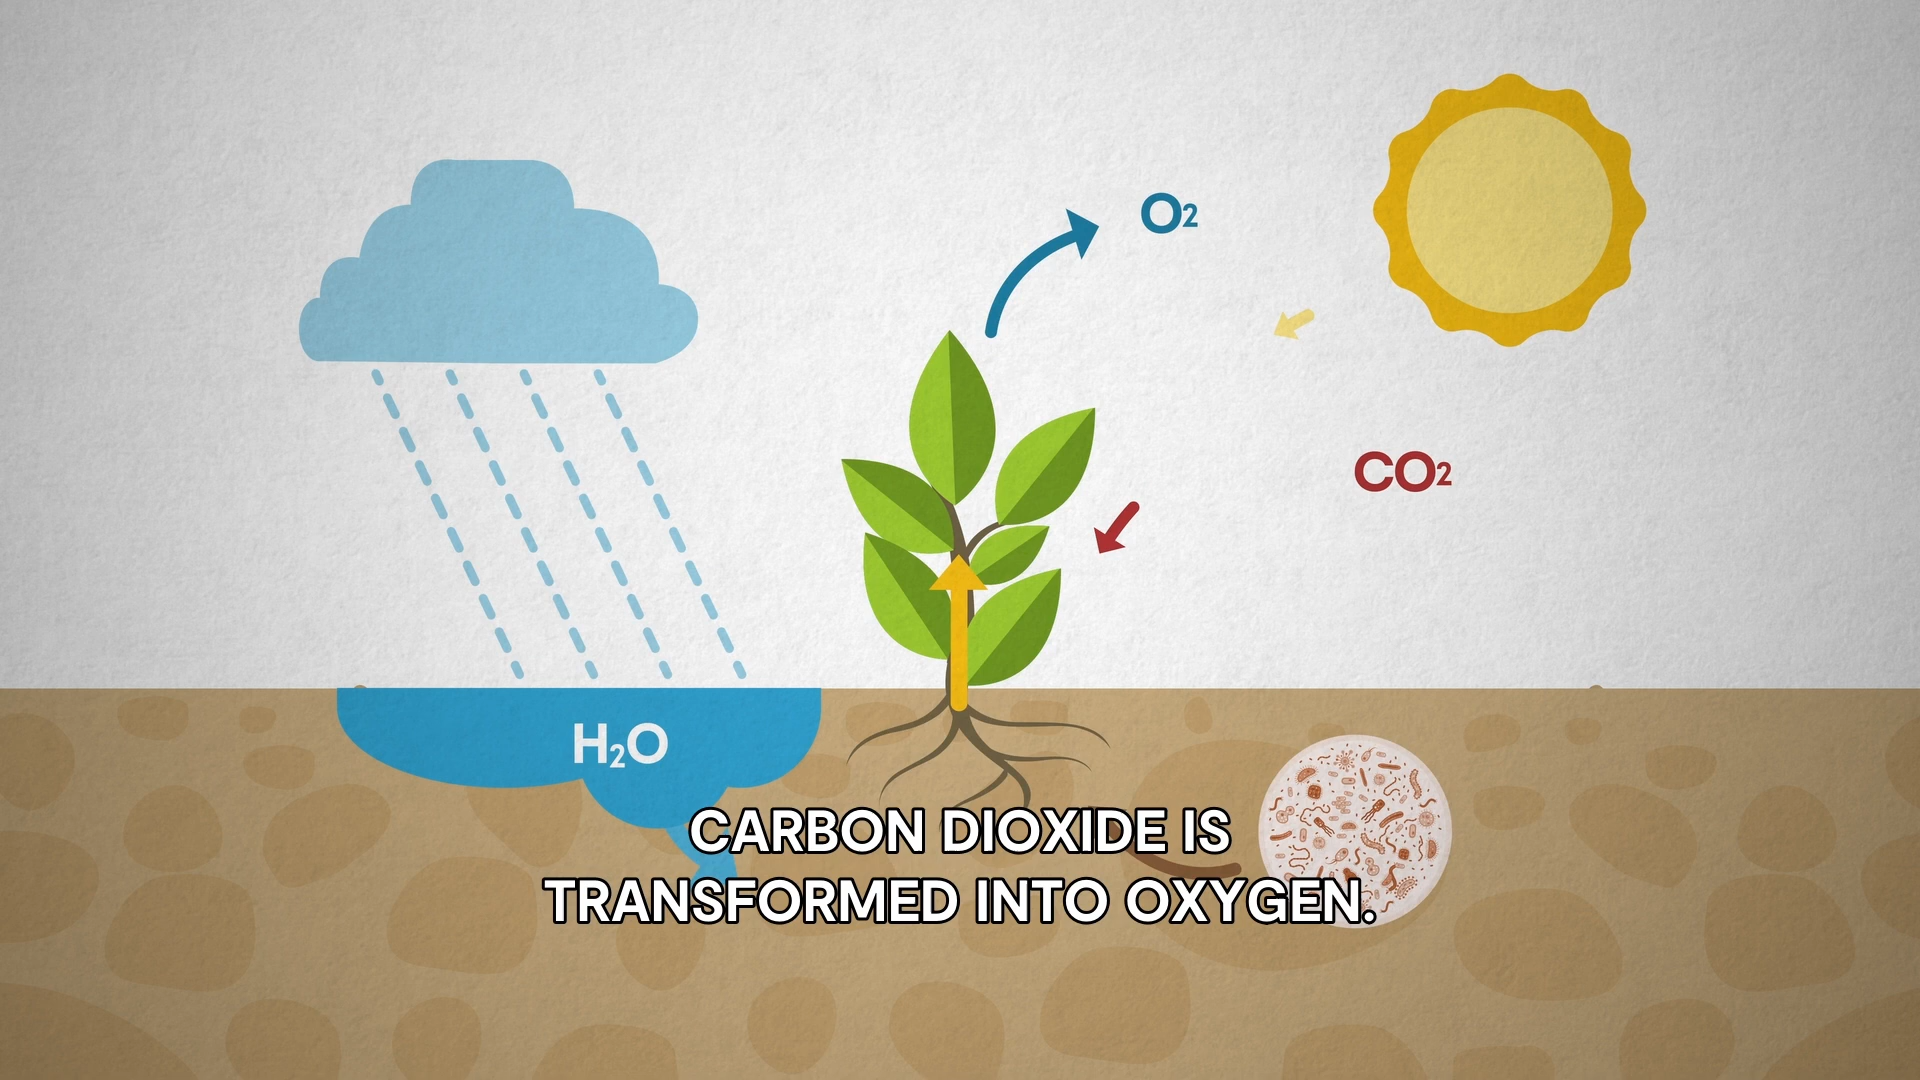 O2
CO2
H2O
CARBON DIOXIDE IS
TRANSFORMED INTO OXYGEN.